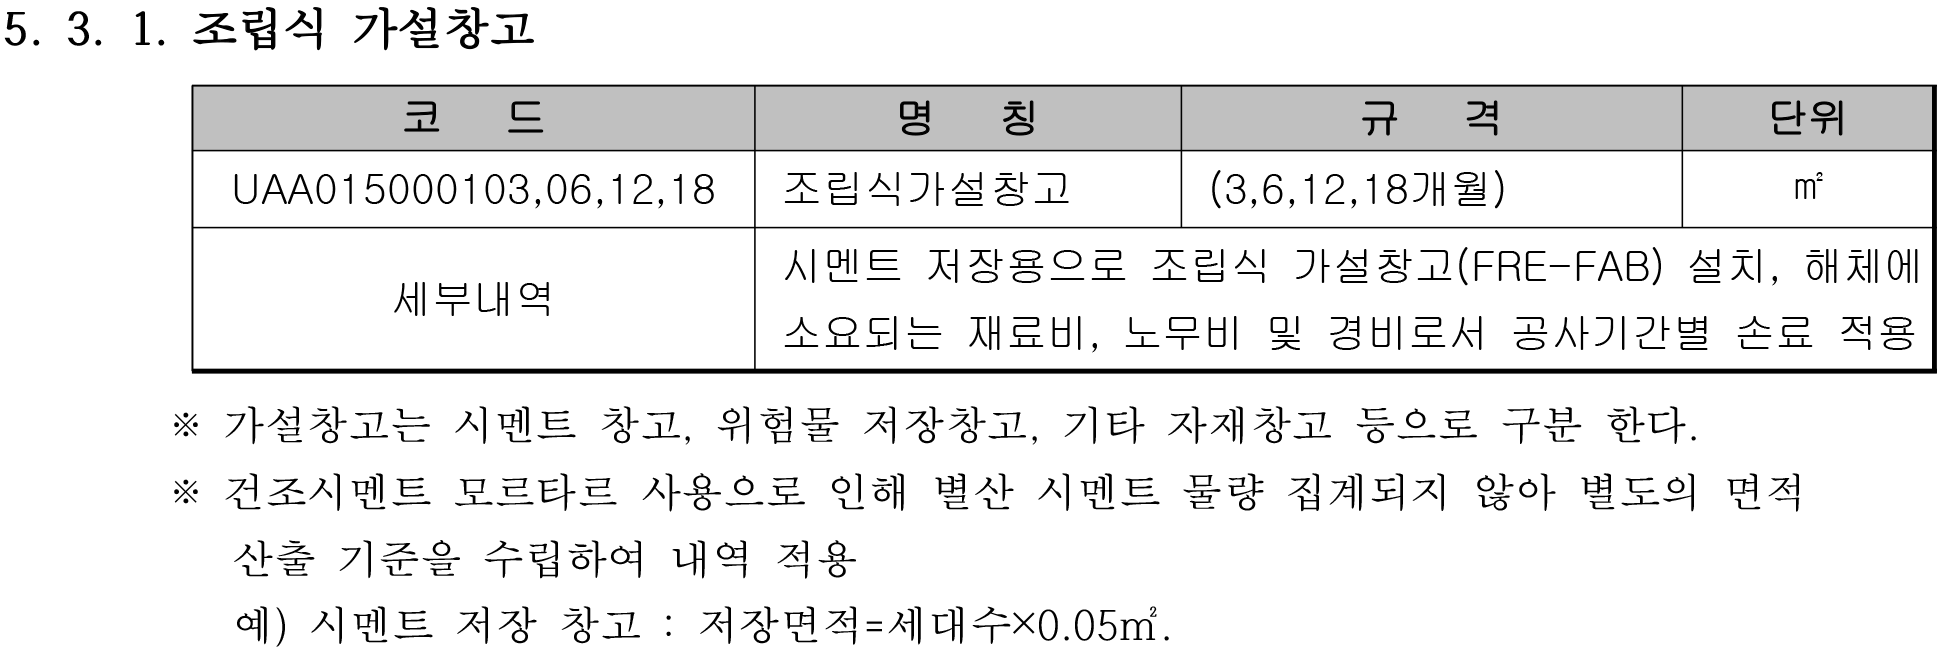 5. 3. 1. 조립식 가설창고
코 드 명 칭 규 격 단위
UAA015000103,06,12,18 조립식가설창고 (3,6,12,18개월) ㎡
세부내역
시멘트 저장용으로 조립식 가설창고(FRE-FAB) 설치, 해체에
소요되는 재료비, 노무비 및 경비로서 공사기간별 손료 적용
※ 가설창고는 시멘트 창고, 위험물 저장창고, 기타 자재창고 등으로 구분 한다.
※ 건조시멘트 모르타르 사용으로 인해 별산 시멘트 물량 집계되지 않아 별도의 면적
산출 기준을 수립하여 내역 적용
예) 시멘트 저장 창고 : 저장면적=세대수×0.05㎡.